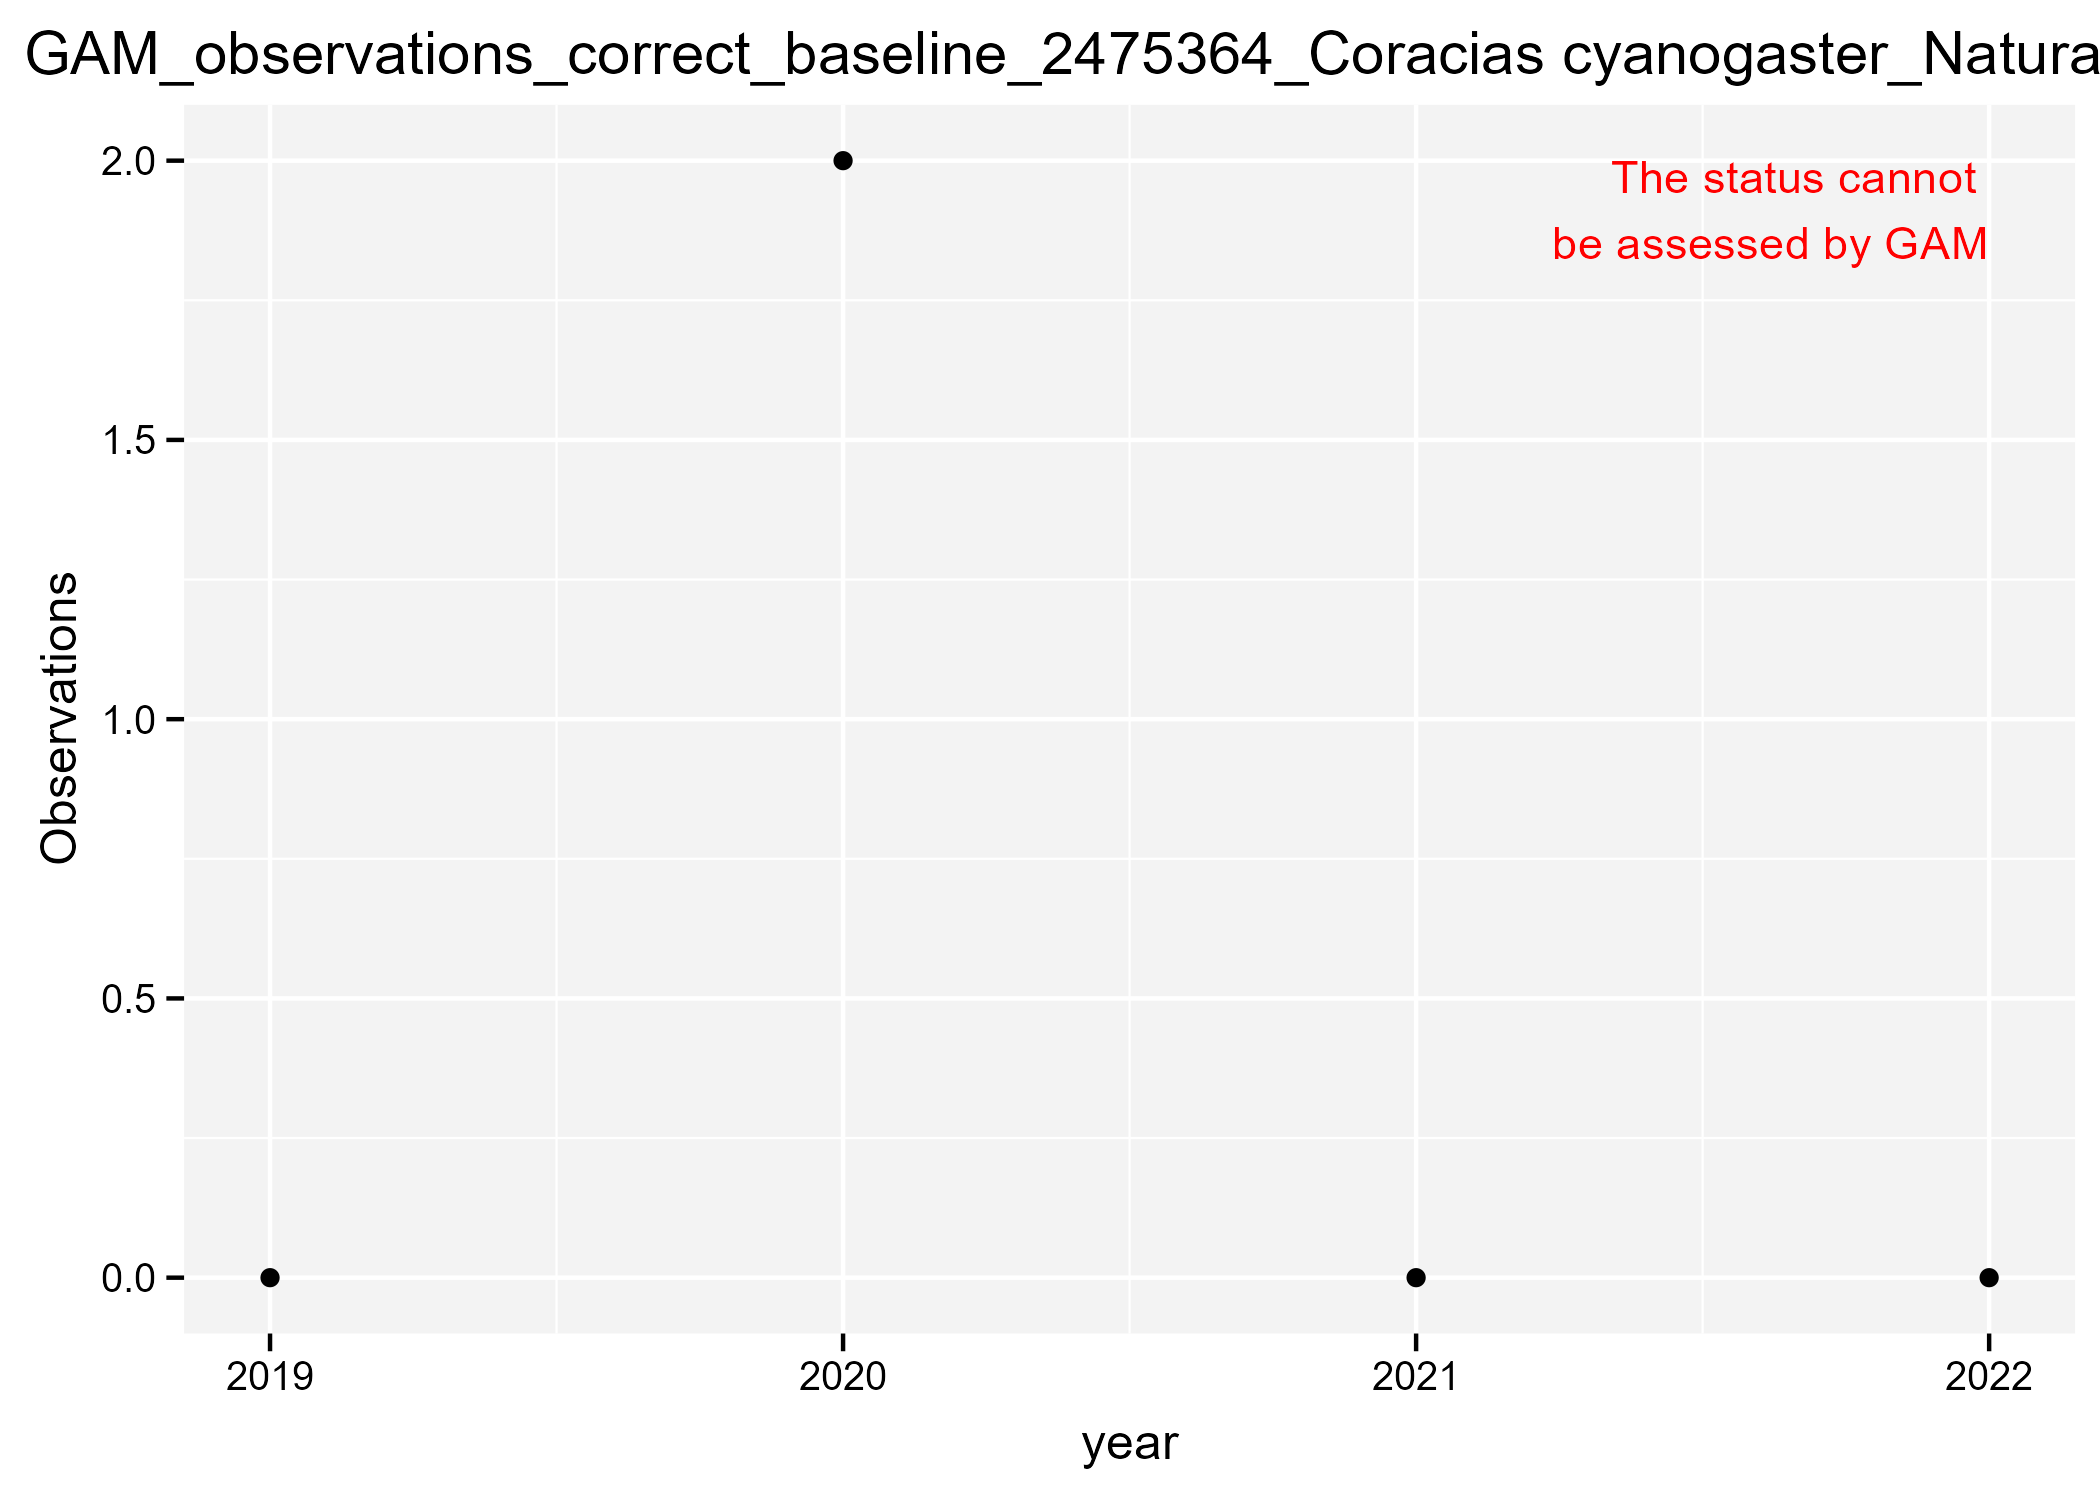 GAM_observations_correct_baseline_2475364_Coracias cyanogaster_Natura
The status cannot
be assessed by GAM
Observations
2.0
1.5
1.0
0.5
0.0
2019
2020
2021
2022
year